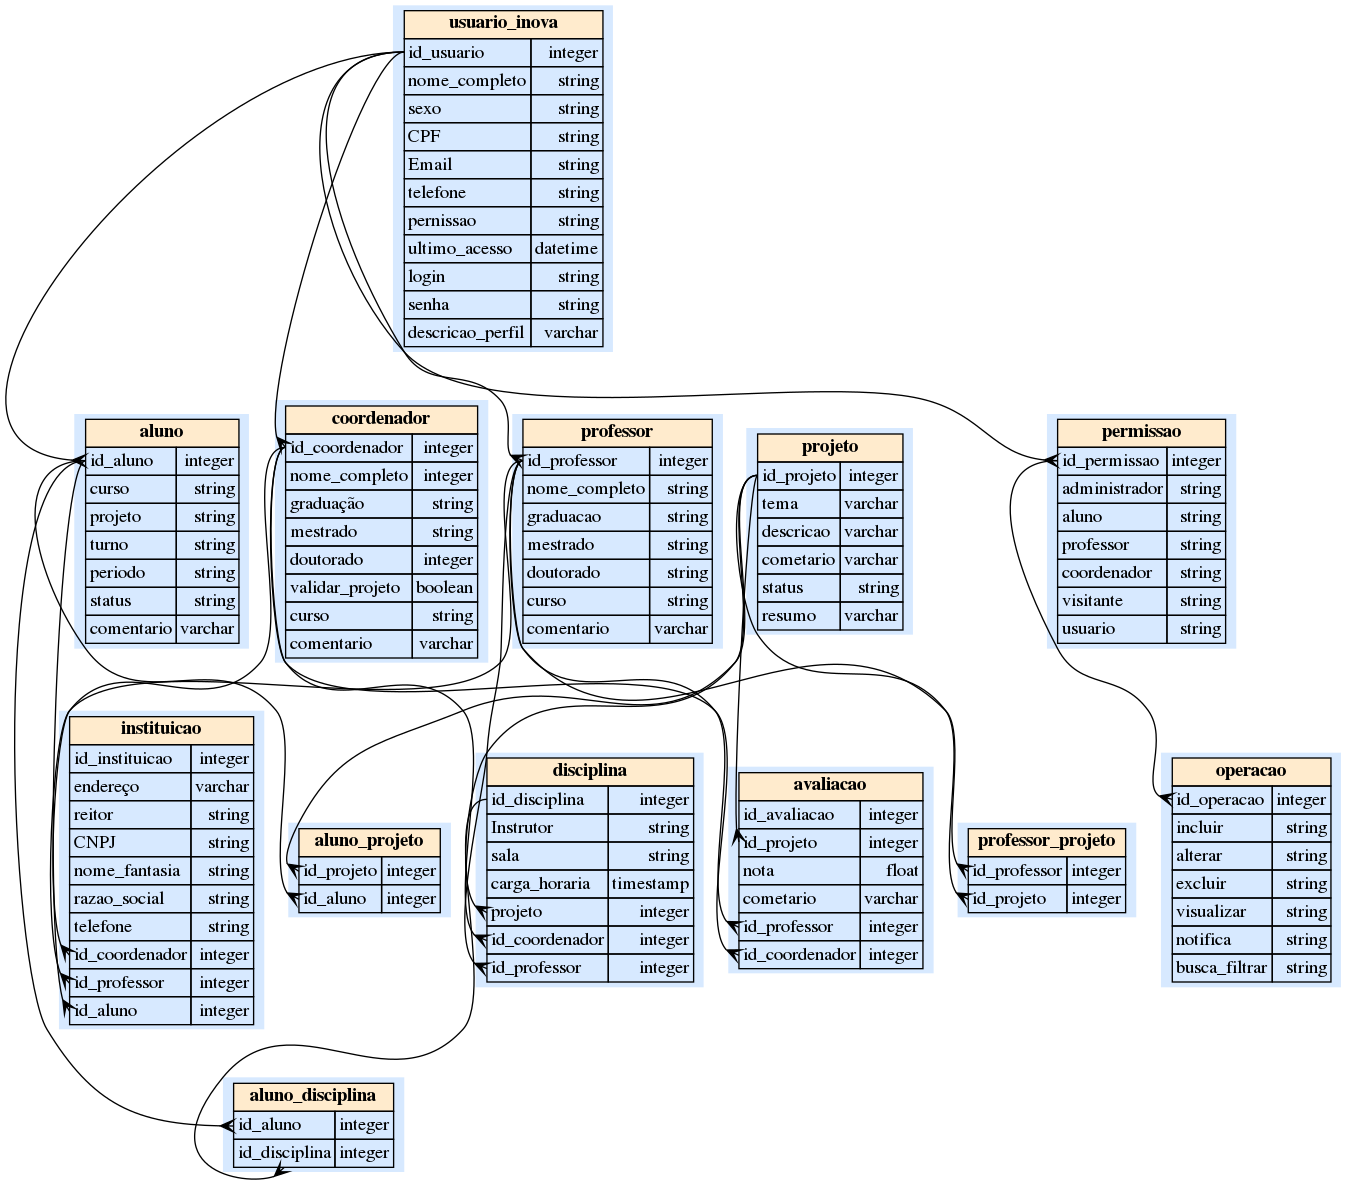 usuario_inova
id_usuario integer
nome_completo string
sexo string
CPF string
Email string
telefone string
pernissao string
ultimo_acesso datetime
login string
senha string
descricao_perfil varchar
aluno
id_aluno integer
curso string
projeto string
turno string
periodo string
status string
comentario varchar
coordenador
id_coordenador integer
nome_completo integer
graduação string
mestrado string
doutorado integer
validar_projeto boolean
curso string
comentario varchar
professor
id_professor integer
nome_completo string
graduacao string
mestrado string
doutorado string
curso string
comentario varchar
projeto
id_projeto integer
tema varchar
descricao varchar
cometario varchar
status string
resumo varchar
permissao
id_permissao integer
administrador string
aluno string
professor string
coordenador string
visitante string
usuario string
instituicao
id_instituicao integer
endereço varchar
reitor string
CNPJ string
nome_fantasia string
razao_social string
telefone string
id_coordenador integer
id_professor integer
id_aluno integer
aluno_projeto
id_projeto integer
id_aluno integer
disciplina
id_disciplina integer
Instrutor string
sala string
carga_horaria timestamp
projeto integer
id_coordenador integer
id_professor integer
avaliacao
id_avaliacao integer
id_projeto integer
nota float
cometario varchar
id_professor integer
id_coordenador integer
professor_projeto
id_professor integer
id_projeto integer
operacao
id_operacao integer
incluir string
alterar string
excluir string
visualizar string
notifica string
busca_filtrar string
aluno_disciplina
id_aluno integer
id_disciplina integer